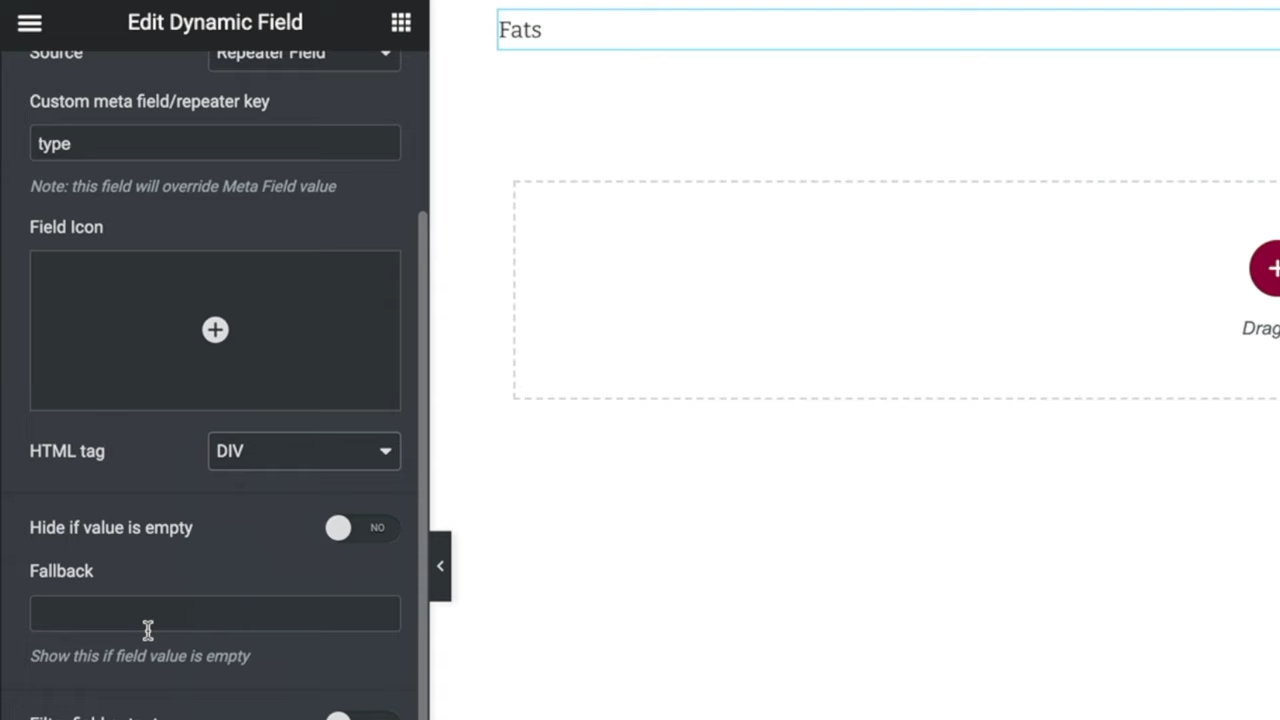 Edit Dynamic Field
Source
Repeater Field
Custom meta field/repeater key
type
Note: this field will override Meta Field value
Field Icon
HTML tag
DIV
Hide if value is empty
NO
Fallback
Show this if field value is empty
Fats
Drag